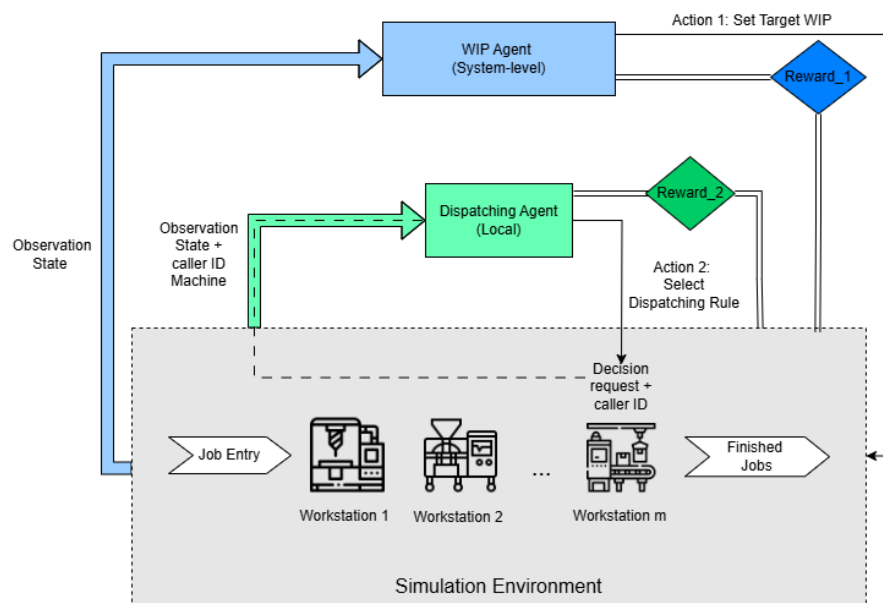 Action 1: Set Target WIP
WIP Agent
(System-level)
Reward_1
Observation
State
Observation
State +
caller ID
Machine
Dispatching Agent
(Local)
Reward_2
Action 2:
Select
Dispatching Rule
Decision
request +
caller ID
Job Entry
Finished
Jobs
...
Workstation 1
Workstation 2
Workstation m
Simulation Environment